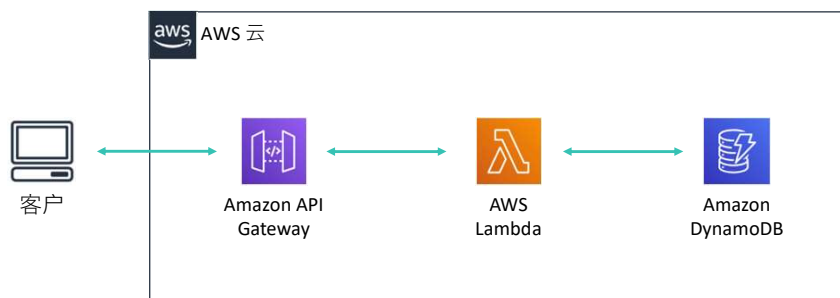 aws
AWS 云
客户
Amazon API
Gateway
AWS
Lambda
Amazon
DynamoDB